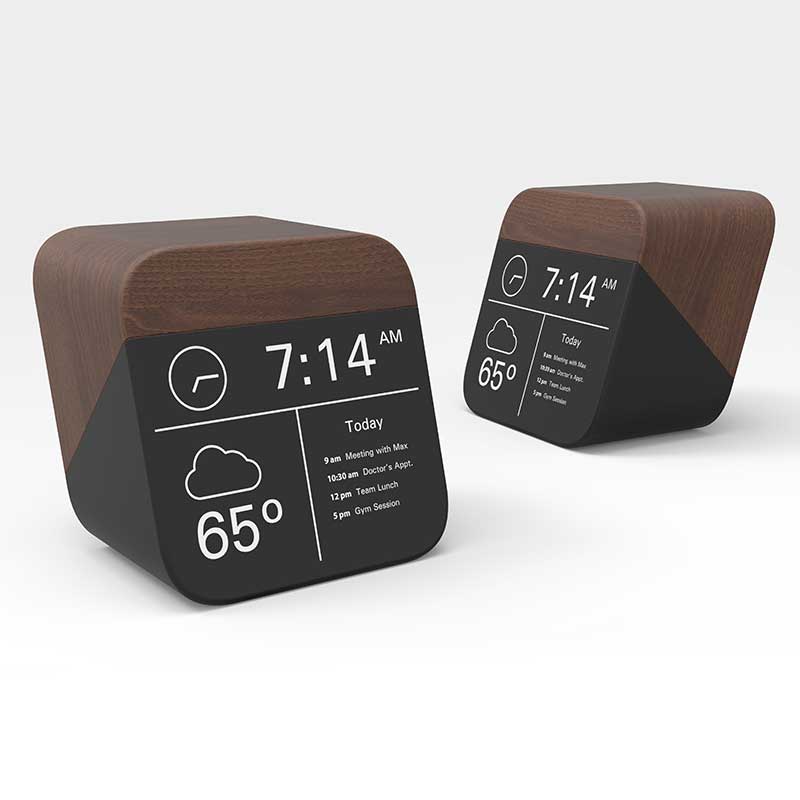 7:14 AM
65°
Today
9 am Meeting with Max
10:30 am Doctor's Appt.
12 pm Team Lunch
5 pm Gym Session
7:14 AM
65°
Today
9 am Meeting with Max
10:30 am Doctor's Appt.
12 pm Team Lunch
5 pm Gym Session